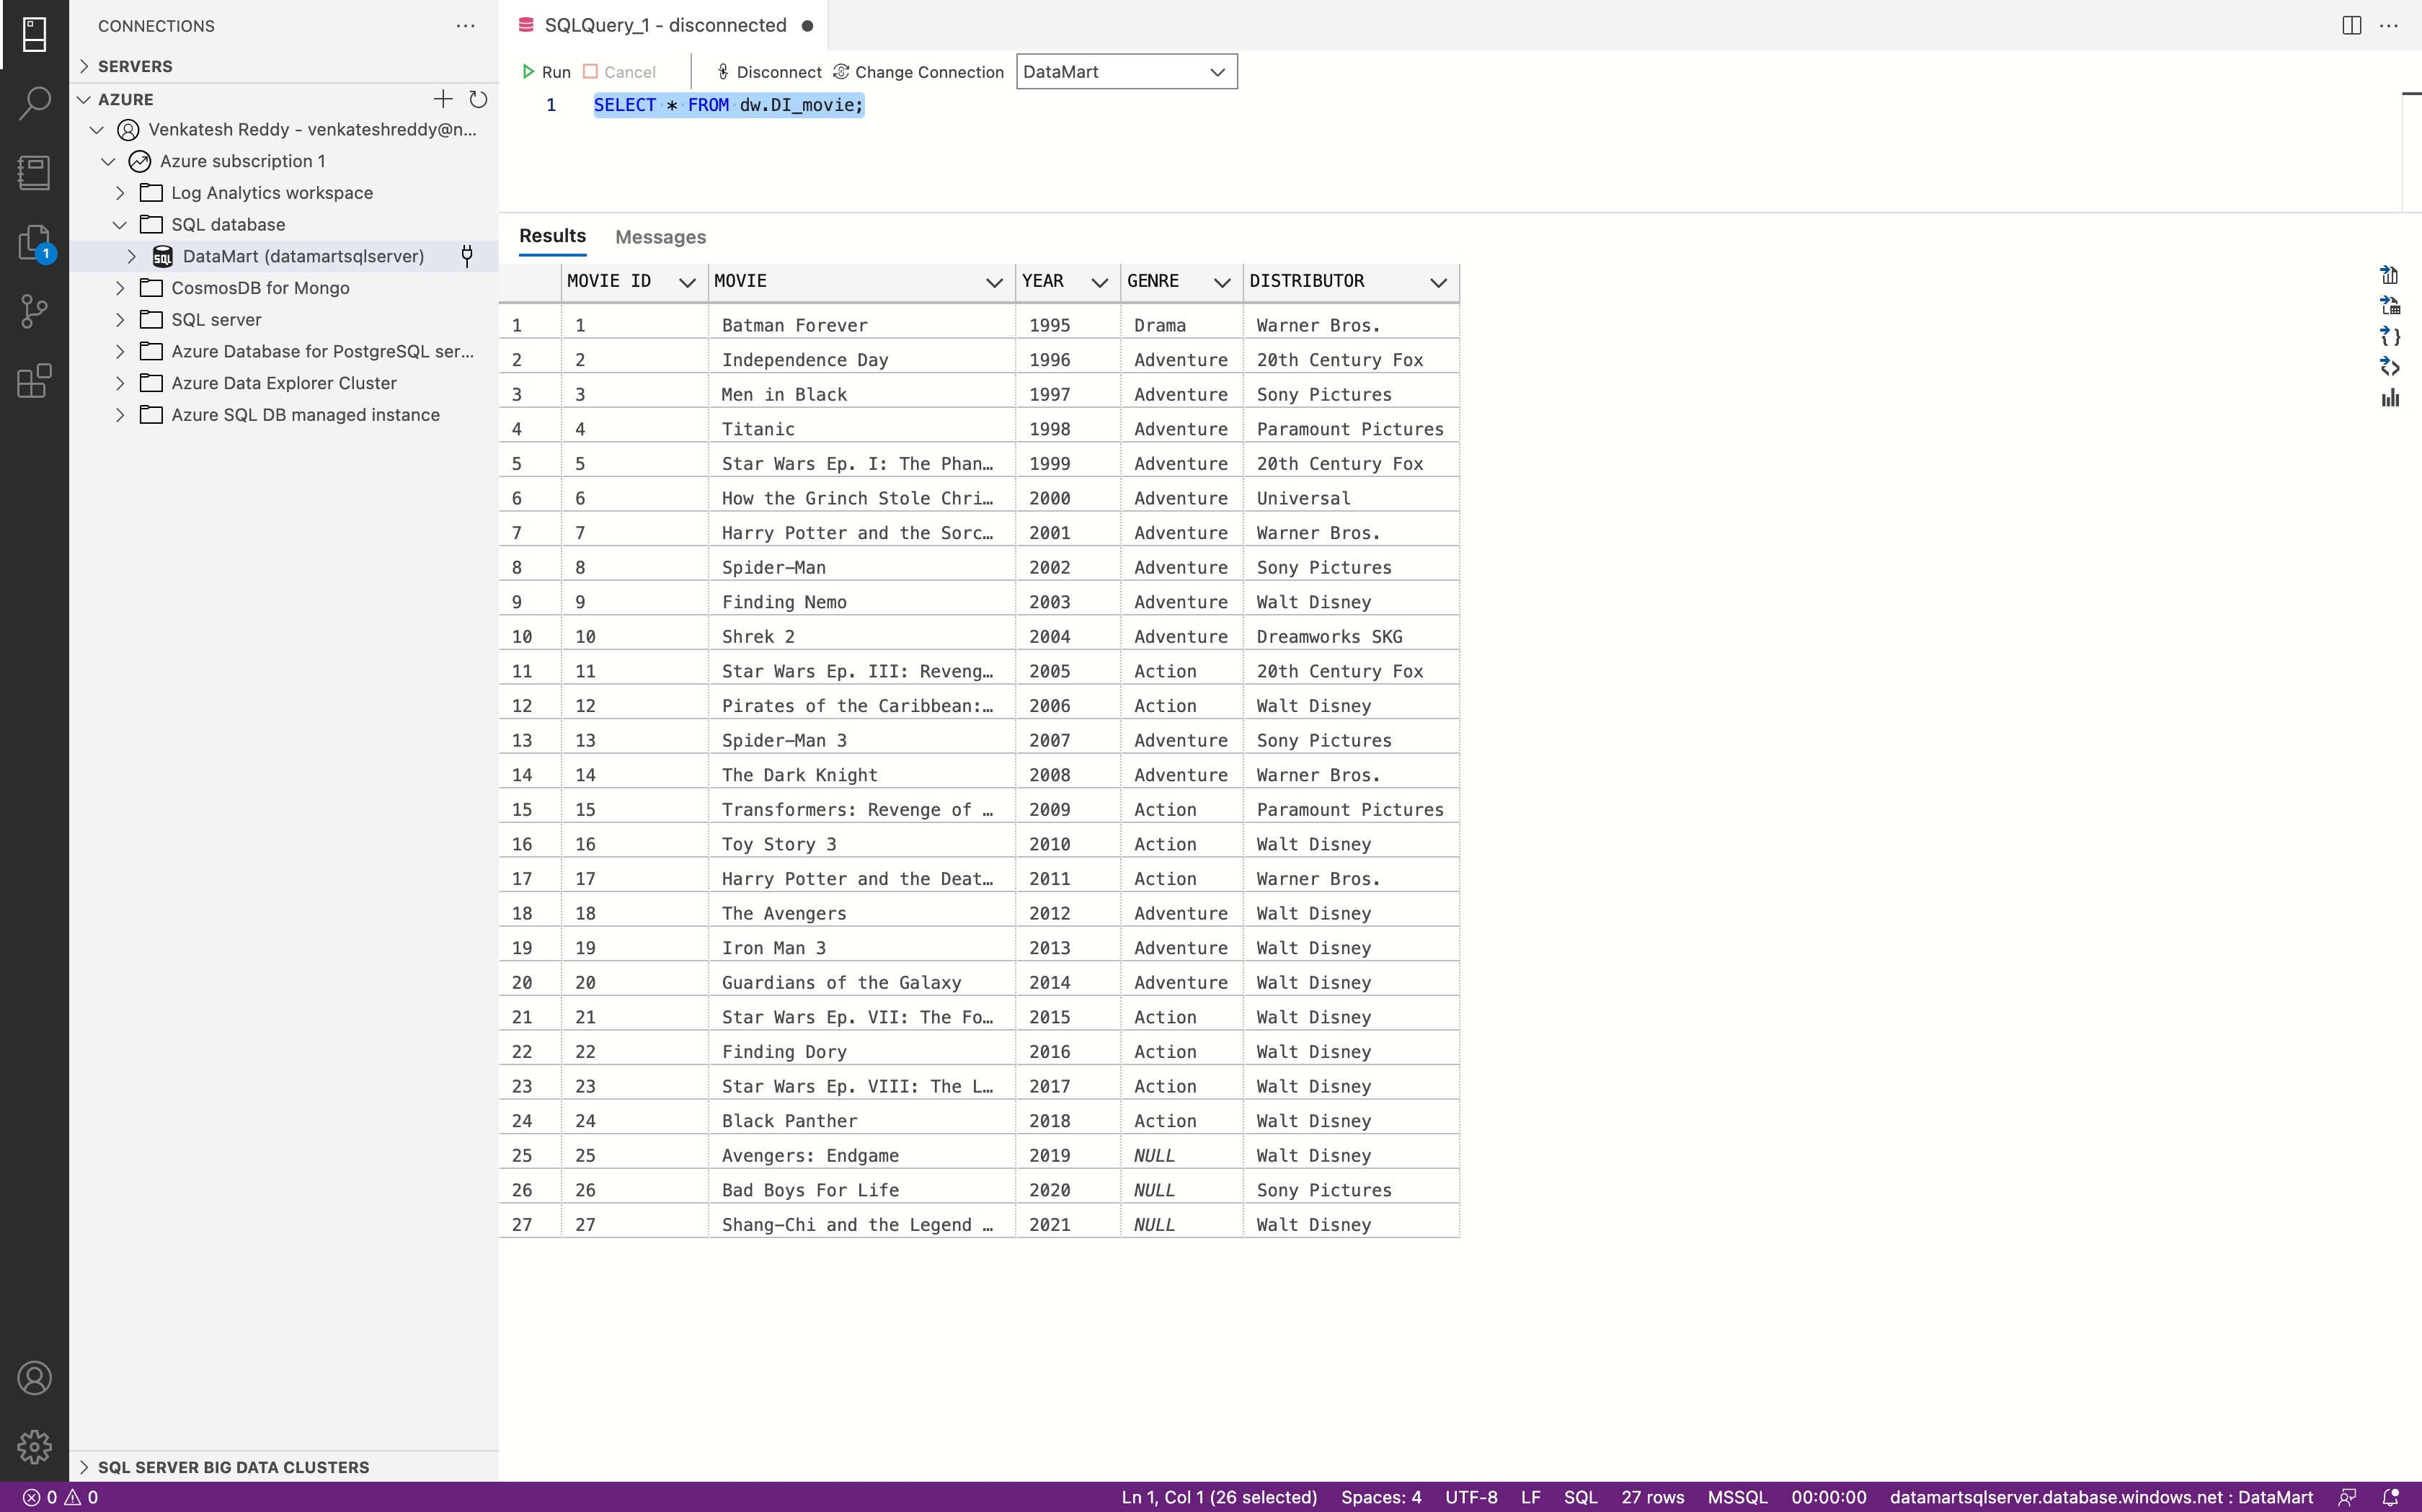 CONNECTIONS
SERVERS
AZURE
Venkatesh Reddy - venkateshreddy@n...
Azure subscription 1
Log Analytics workspace
SQL database
DataMart (datamartsqlserver)
CosmosDB for Mongo
SQL server
Azure Database for PostgreSQL ser...
Azure Data Explorer Cluster
Azure SQL DB managed instance
1
SQL SERVER BIG DATA CLUSTERS
SQLQuery_1 - disconnected
Run Cancel Disconnect Change Connection DataMart
1 SELECT * FROM dw.DI_movie;
Results Messages
MOVIE ID MOVIE YEAR GENRE DISTRIBUTOR
1 1 Batman Forever 1995 Drama Warner Bros.
2 2 Independence Day 1996 Adventure 20th Century Fox
3 3 Men in Black 1997 Adventure Sony Pictures
4 4 Titanic 1998 Adventure Paramount Pictures
5 5 Star Wars Ep. I: The Phan… 1999 Adventure 20th Century Fox
6 6 How the Grinch Stole Chri… 2000 Adventure Universal
7 7 Harry Potter and the Sorc… 2001 Adventure Warner Bros.
8 8 Spider-Man 2002 Adventure Sony Pictures
9 9 Finding Nemo 2003 Adventure Walt Disney
10 10 Shrek 2 2004 Adventure Dreamworks SKG
11 11 Star Wars Ep. III: Reveng… 2005 Action 20th Century Fox
12 12 Pirates of the Caribbean:… 2006 Action Walt Disney
13 13 Spider-Man 3 2007 Adventure Sony Pictures
14 14 The Dark Knight 2008 Adventure Warner Bros.
15 15 Transformers: Revenge of … 2009 Action Paramount Pictures
16 16 Toy Story 3 2010 Action Walt Disney
17 17 Harry Potter and the Deat… 2011 Action Warner Bros.
18 18 The Avengers 2012 Adventure Walt Disney
19 19 Iron Man 3 2013 Adventure Walt Disney
20 20 Guardians of the Galaxy 2014 Adventure Walt Disney
21 21 Star Wars Ep. VII: The Fo… 2015 Action Walt Disney
22 22 Finding Dory 2016 Action Walt Disney
23 23 Star Wars Ep. VIII: The L… 2017 Action Walt Disney
24 24 Black Panther 2018 Action Walt Disney
25 25 Avengers: Endgame 2019 NULL Walt Disney
26 26 Bad Boys For Life 2020 NULL Sony Pictures
27 27 Shang-Chi and the Legend … 2021 NULL Walt Disney
0 0 Ln 1, Col 1 (26 selected) Spaces: 4 UTF-8 LF SQL 27 rows MSSQL 00:00:00 datamartsqlserver.database.windows.net : DataMart